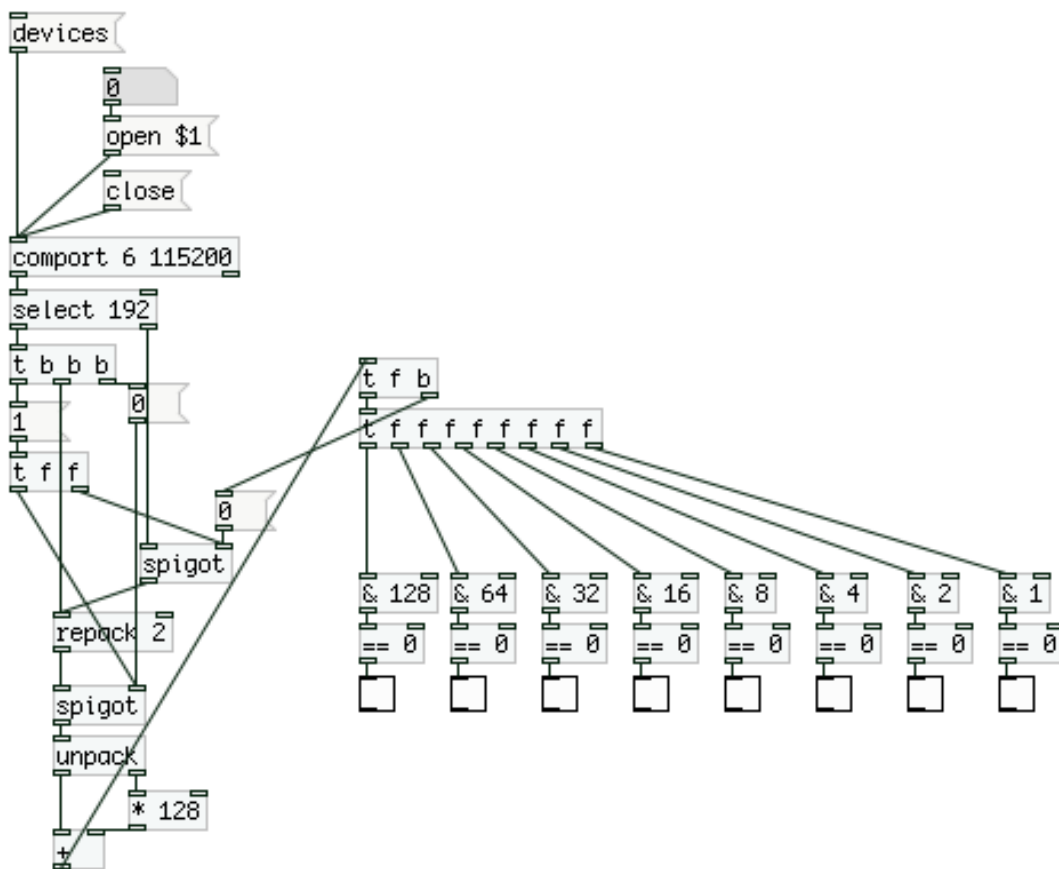 devices
0
open $1
close
comport 6 115200
select 192
t b b b
0
1
t f f
0
spigot
repack 2
spigot
unpack
* 128
+
t f b
t f f f f f f f f
& 128
& 64
& 32
& 16
& 8
& 4
& 2
& 1
== 0
== 0
== 0
== 0
== 0
== 0
== 0
== 0